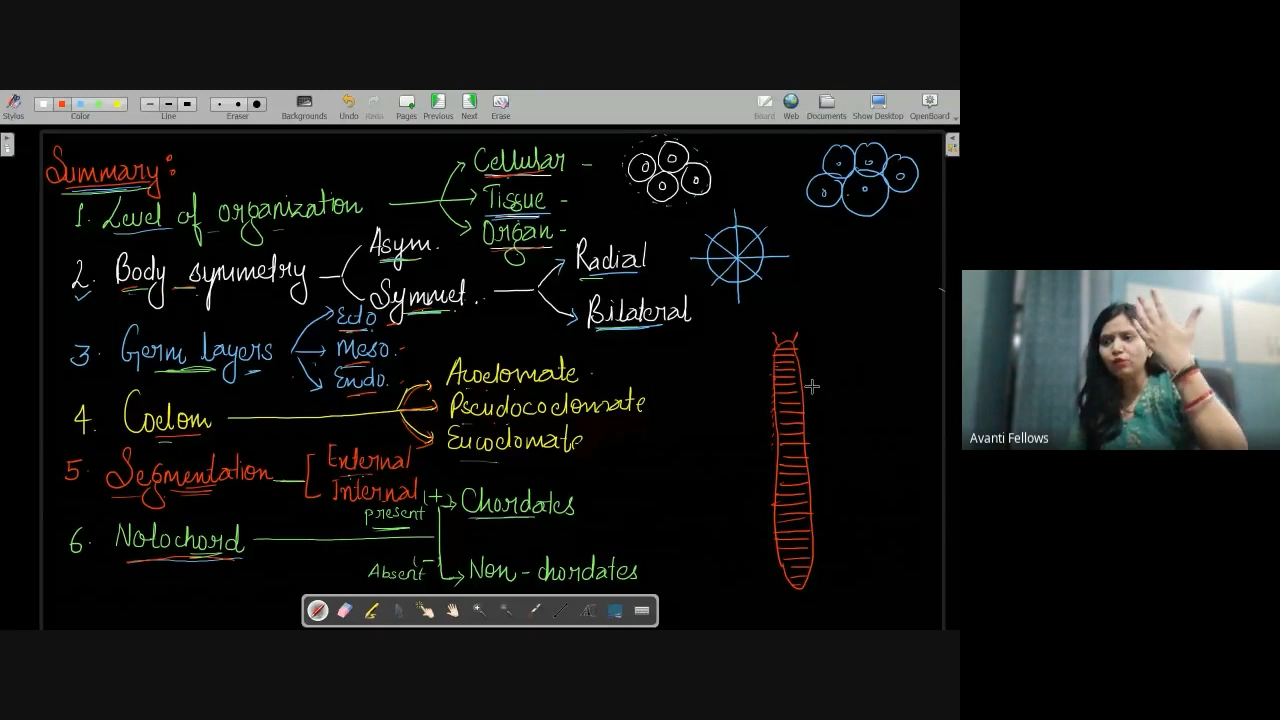 Stylus
Color
Line
Eraser
Backgrounds
Undo
Redo
Pages
Previous
Next
Erase
Board
Web
Documents
Show Desktop
OpenBoard
Summary:
1. Level of organization
Cellular -
Tissue -
Organ -
2. Body symmetry
Asym.
Symmet.
Radial
Bilateral
3. Germ layers
Ecto
Meso.
Endo.
4. Coelom
Acoelomate
Pseudocoelomate
Eucoelomate
5. Segmentation
External
Internal
6. Notochord
present (+
Chordates
Absent (-
Non-chordates
Avanti Fellows